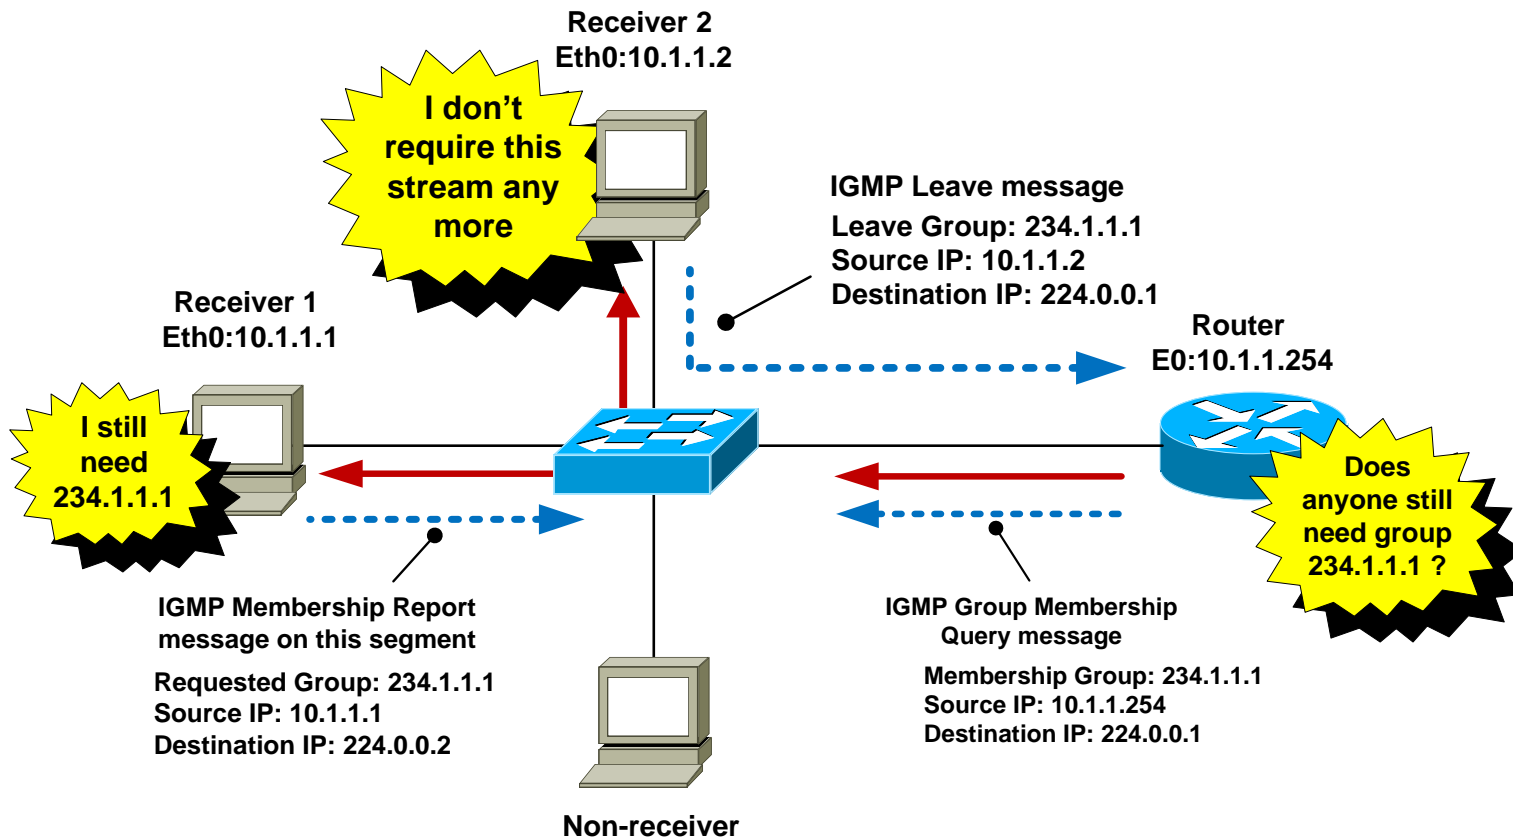 Receiver 2
Eth0:10.1.1.2
I don’t
require this
stream any
more
IGMP Leave message
Leave Group: 234.1.1.1
Source IP: 10.1.1.2
Destination IP: 224.0.0.1
Receiver 1
Eth0:10.1.1.1
Router
E0:10.1.1.254
I still
need
234.1.1.1
Does
anyone still
need group
234.1.1.1 ?
IGMP Membership Report
message on this segment
Requested Group: 234.1.1.1
Source IP: 10.1.1.1
Destination IP: 224.0.0.2
IGMP Group Membership
Query message
Membership Group: 234.1.1.1
Source IP: 10.1.1.254
Destination IP: 224.0.0.1
Non-receiver